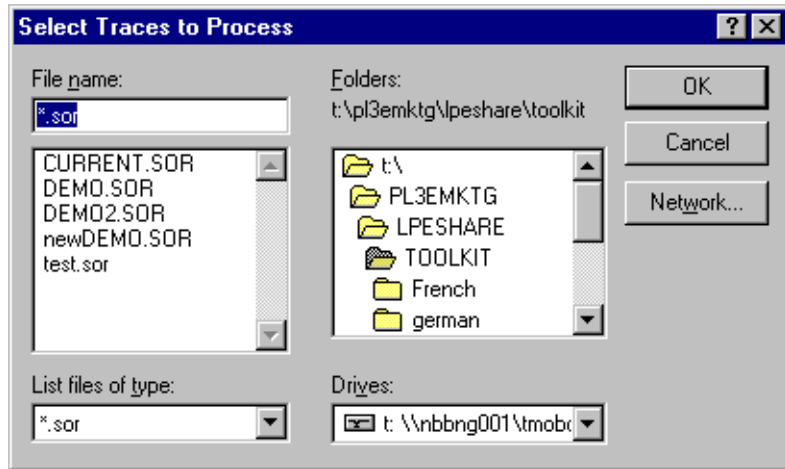 Select Traces to Process
File name:
*.sor
CURRENT.SOR
DEMO.SOR
DEMO2.SOR
newDEMO.SOR
test.sor
List files of type:
*.sor
Folders:
t:\pl3emktg\lpeshare\toolkit
t:\
PL3EMKTG
LPESHARE
TOOLKIT
French
german
Drives:
t: \\nbbng001\tmobc
OK
Cancel
Network...